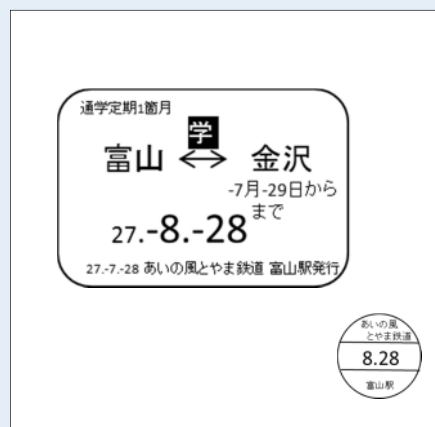 通学定期1箇月
学
富山 ⇔ 金沢
-7月-29日から
27.-8.-28まで
27.-7.-28 あいの風とやま鉄道 富山駅発行
あいの風
とやま鉄道
8.28
富山駅